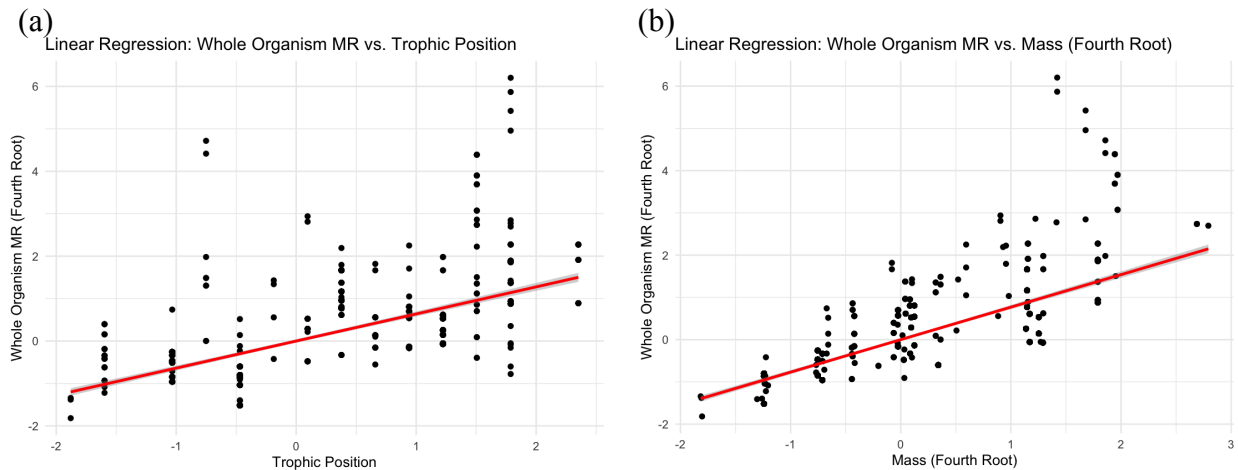 (a)
Linear Regression: Whole Organism MR vs. Trophic Position
Whole Organism MR (Fourth Root)
6
4
2
0
-2
-2
-1
0
1
2
Trophic Position
(b)
Linear Regression: Whole Organism MR vs. Mass (Fourth Root)
Whole Organism MR (Fourth Root)
6
4
2
0
-2
-2
-1
0
1
2
3
Mass (Fourth Root)